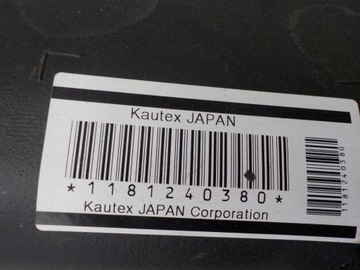 Kautex JAPAN
*1181240380*
Kautex JAPAN Corporation
1181240380